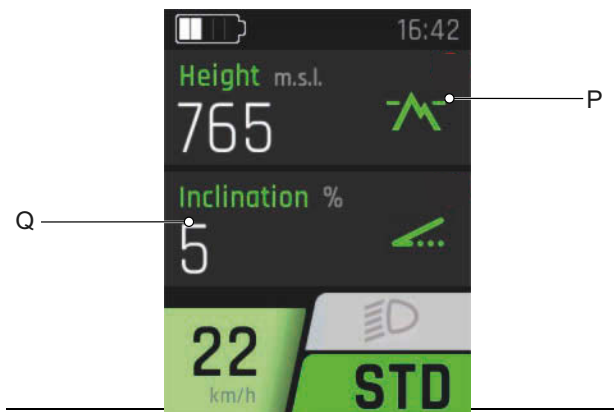 16:42
Height m.s.l.
765
P
Inclination %
Q
5
22
km/h
STD